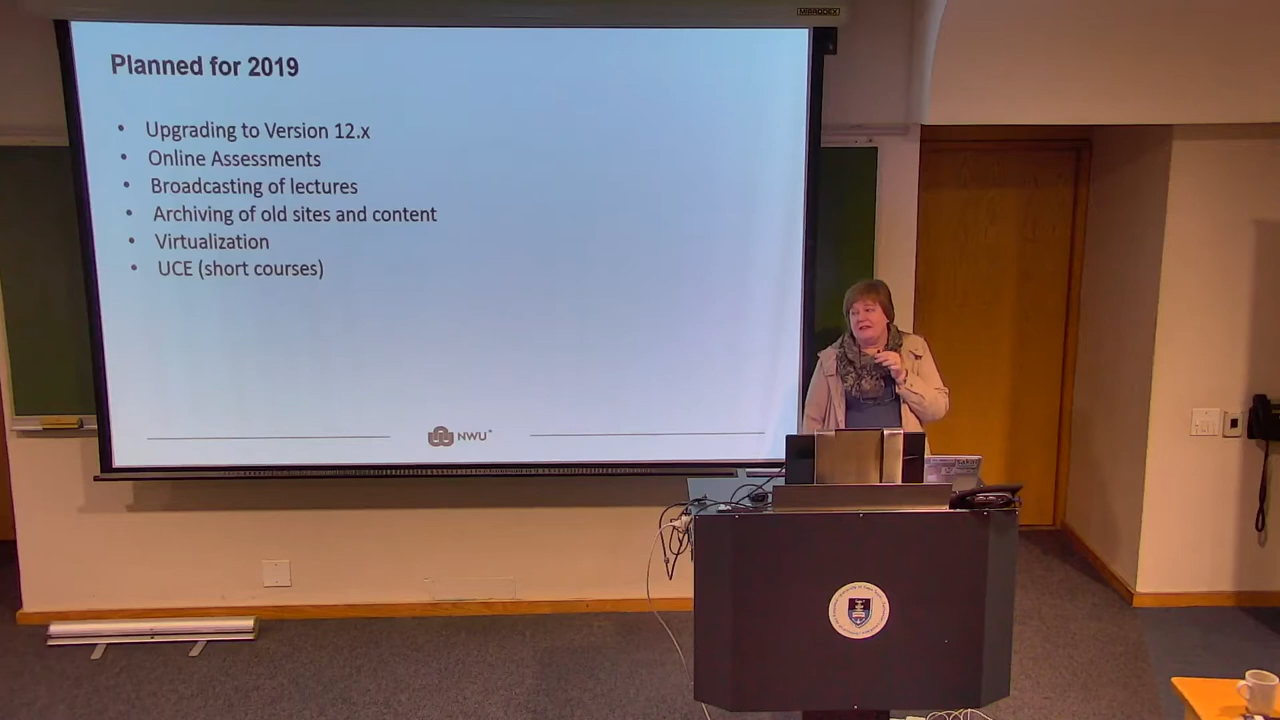 Planned for 2019
• Upgrading to Version 12.x
• Online Assessments
• Broadcasting of lectures
• Archiving of old sites and content
• Virtualization
• UCE (short courses)
NWU